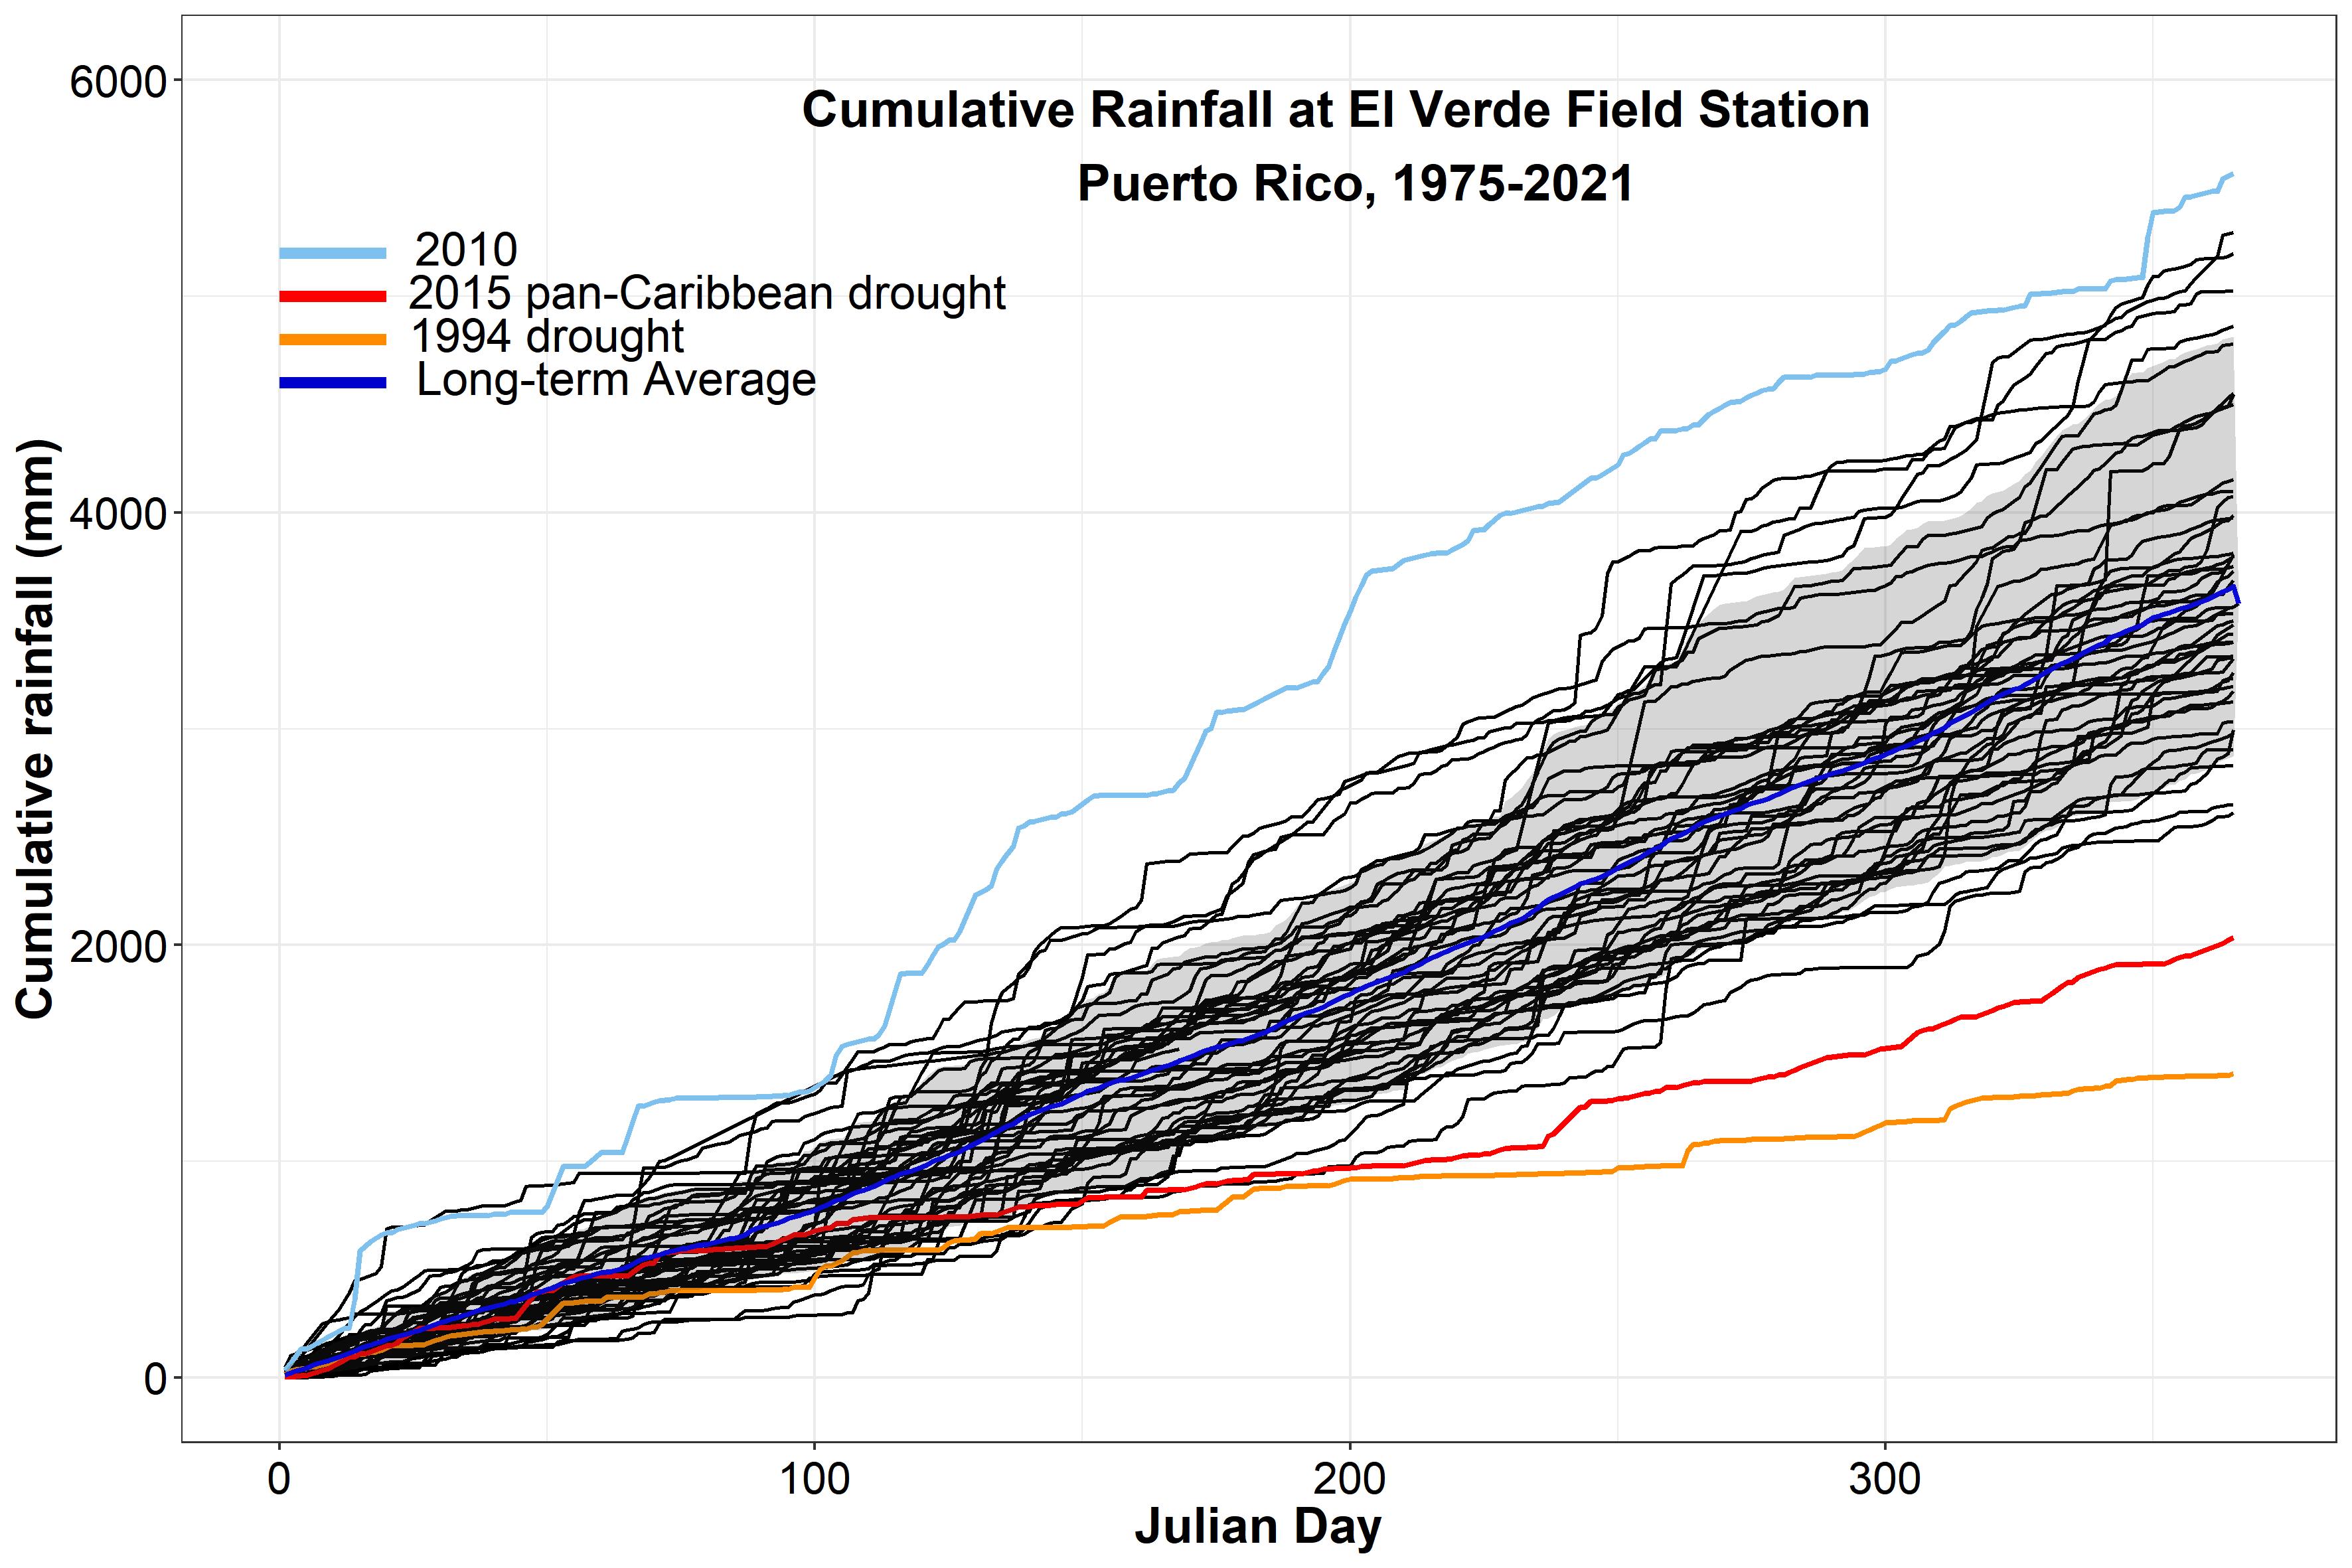 Cumulative Rainfall at El Verde Field Station
Puerto Rico, 1975-2021
2010
2015 pan-Caribbean drought
1994 drought
Long-term Average
Cumulative rainfall (mm)
6000
4000
2000
0
0 100 200 300
Julian Day